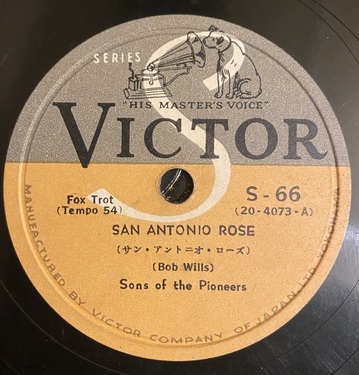 SERIES S
"HIS MASTER'S VOICE"
VICTOR
Fox Trot
(Tempo 54)
S-66
(20-4073-A)
SAN ANTONIO ROSE
(サン・アントニオ・ローズ)
(Bob Wills)
Sons of the Pioneers
MANUFACTURED BY VICTOR COMPANY OF JAPAN, LTD. YOKOHAMA